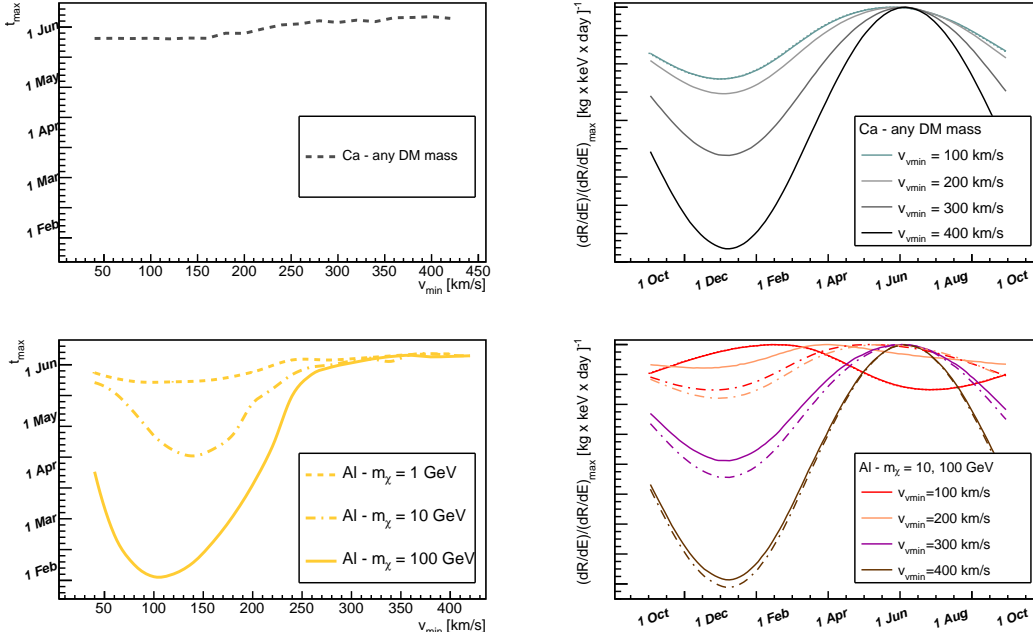 t_max
1 Jun
1 May
1 Apr
1 Mar
1 Feb
Ca - any DM mass
50 100 150 200 250 300 350 400 450
v_min [km/s]
(dR/dE)/(dR/dE)_max [kg x keV x day]^-1
Ca - any DM mass
v_vmin = 100 km/s
v_vmin = 200 km/s
v_vmin = 300 km/s
v_vmin = 400 km/s
1 Oct 1 Dec 1 Feb 1 Apr 1 Jun 1 Aug 1 Oct
t_max
1 Jun
1 May
1 Apr
1 Mar
1 Feb
Al - m_χ = 1 GeV
Al - m_χ = 10 GeV
Al - m_χ = 100 GeV
50 100 150 200 250 300 350 400
v_min [km/s]
(dR/dE)/(dR/dE)_max [kg x keV x day]^-1
Al - m_χ = 10, 100 GeV
v_vmin=100 km/s
v_vmin=200 km/s
v_vmin=300 km/s
v_vmin=400 km/s
1 Oct 1 Dec 1 Feb 1 Apr 1 Jun 1 Aug 1 Oct